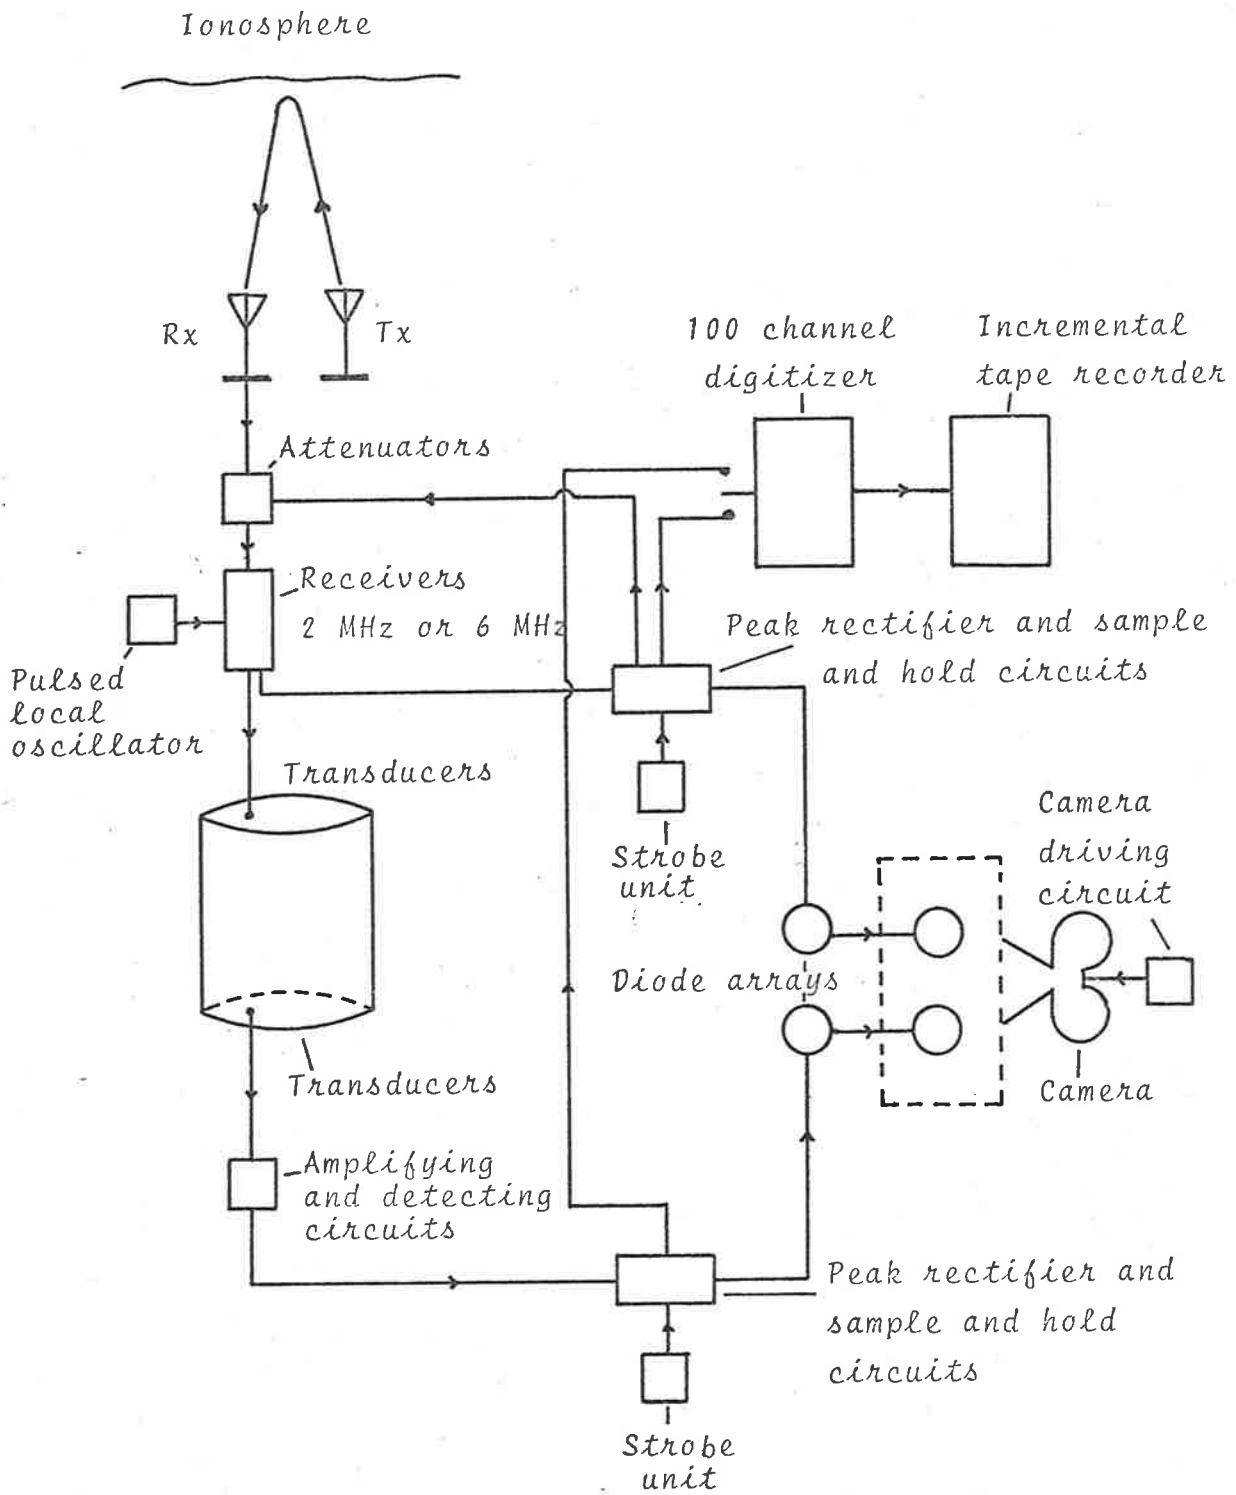 Ionosphere
Rx
Tx
100 channel
digitizer
Incremental
tape recorder
Attenuators
Receivers
2 MHz or 6 MHz
Pulsed
local
oscillator
Peak rectifier and sample
and hold circuits
Transducers
Strobe
unit
Camera
driving
circuit
Diode arrays
Transducers
Camera
Amplifying
and detecting
circuits
Peak rectifier and
sample and hold
circuits
Strobe
unit